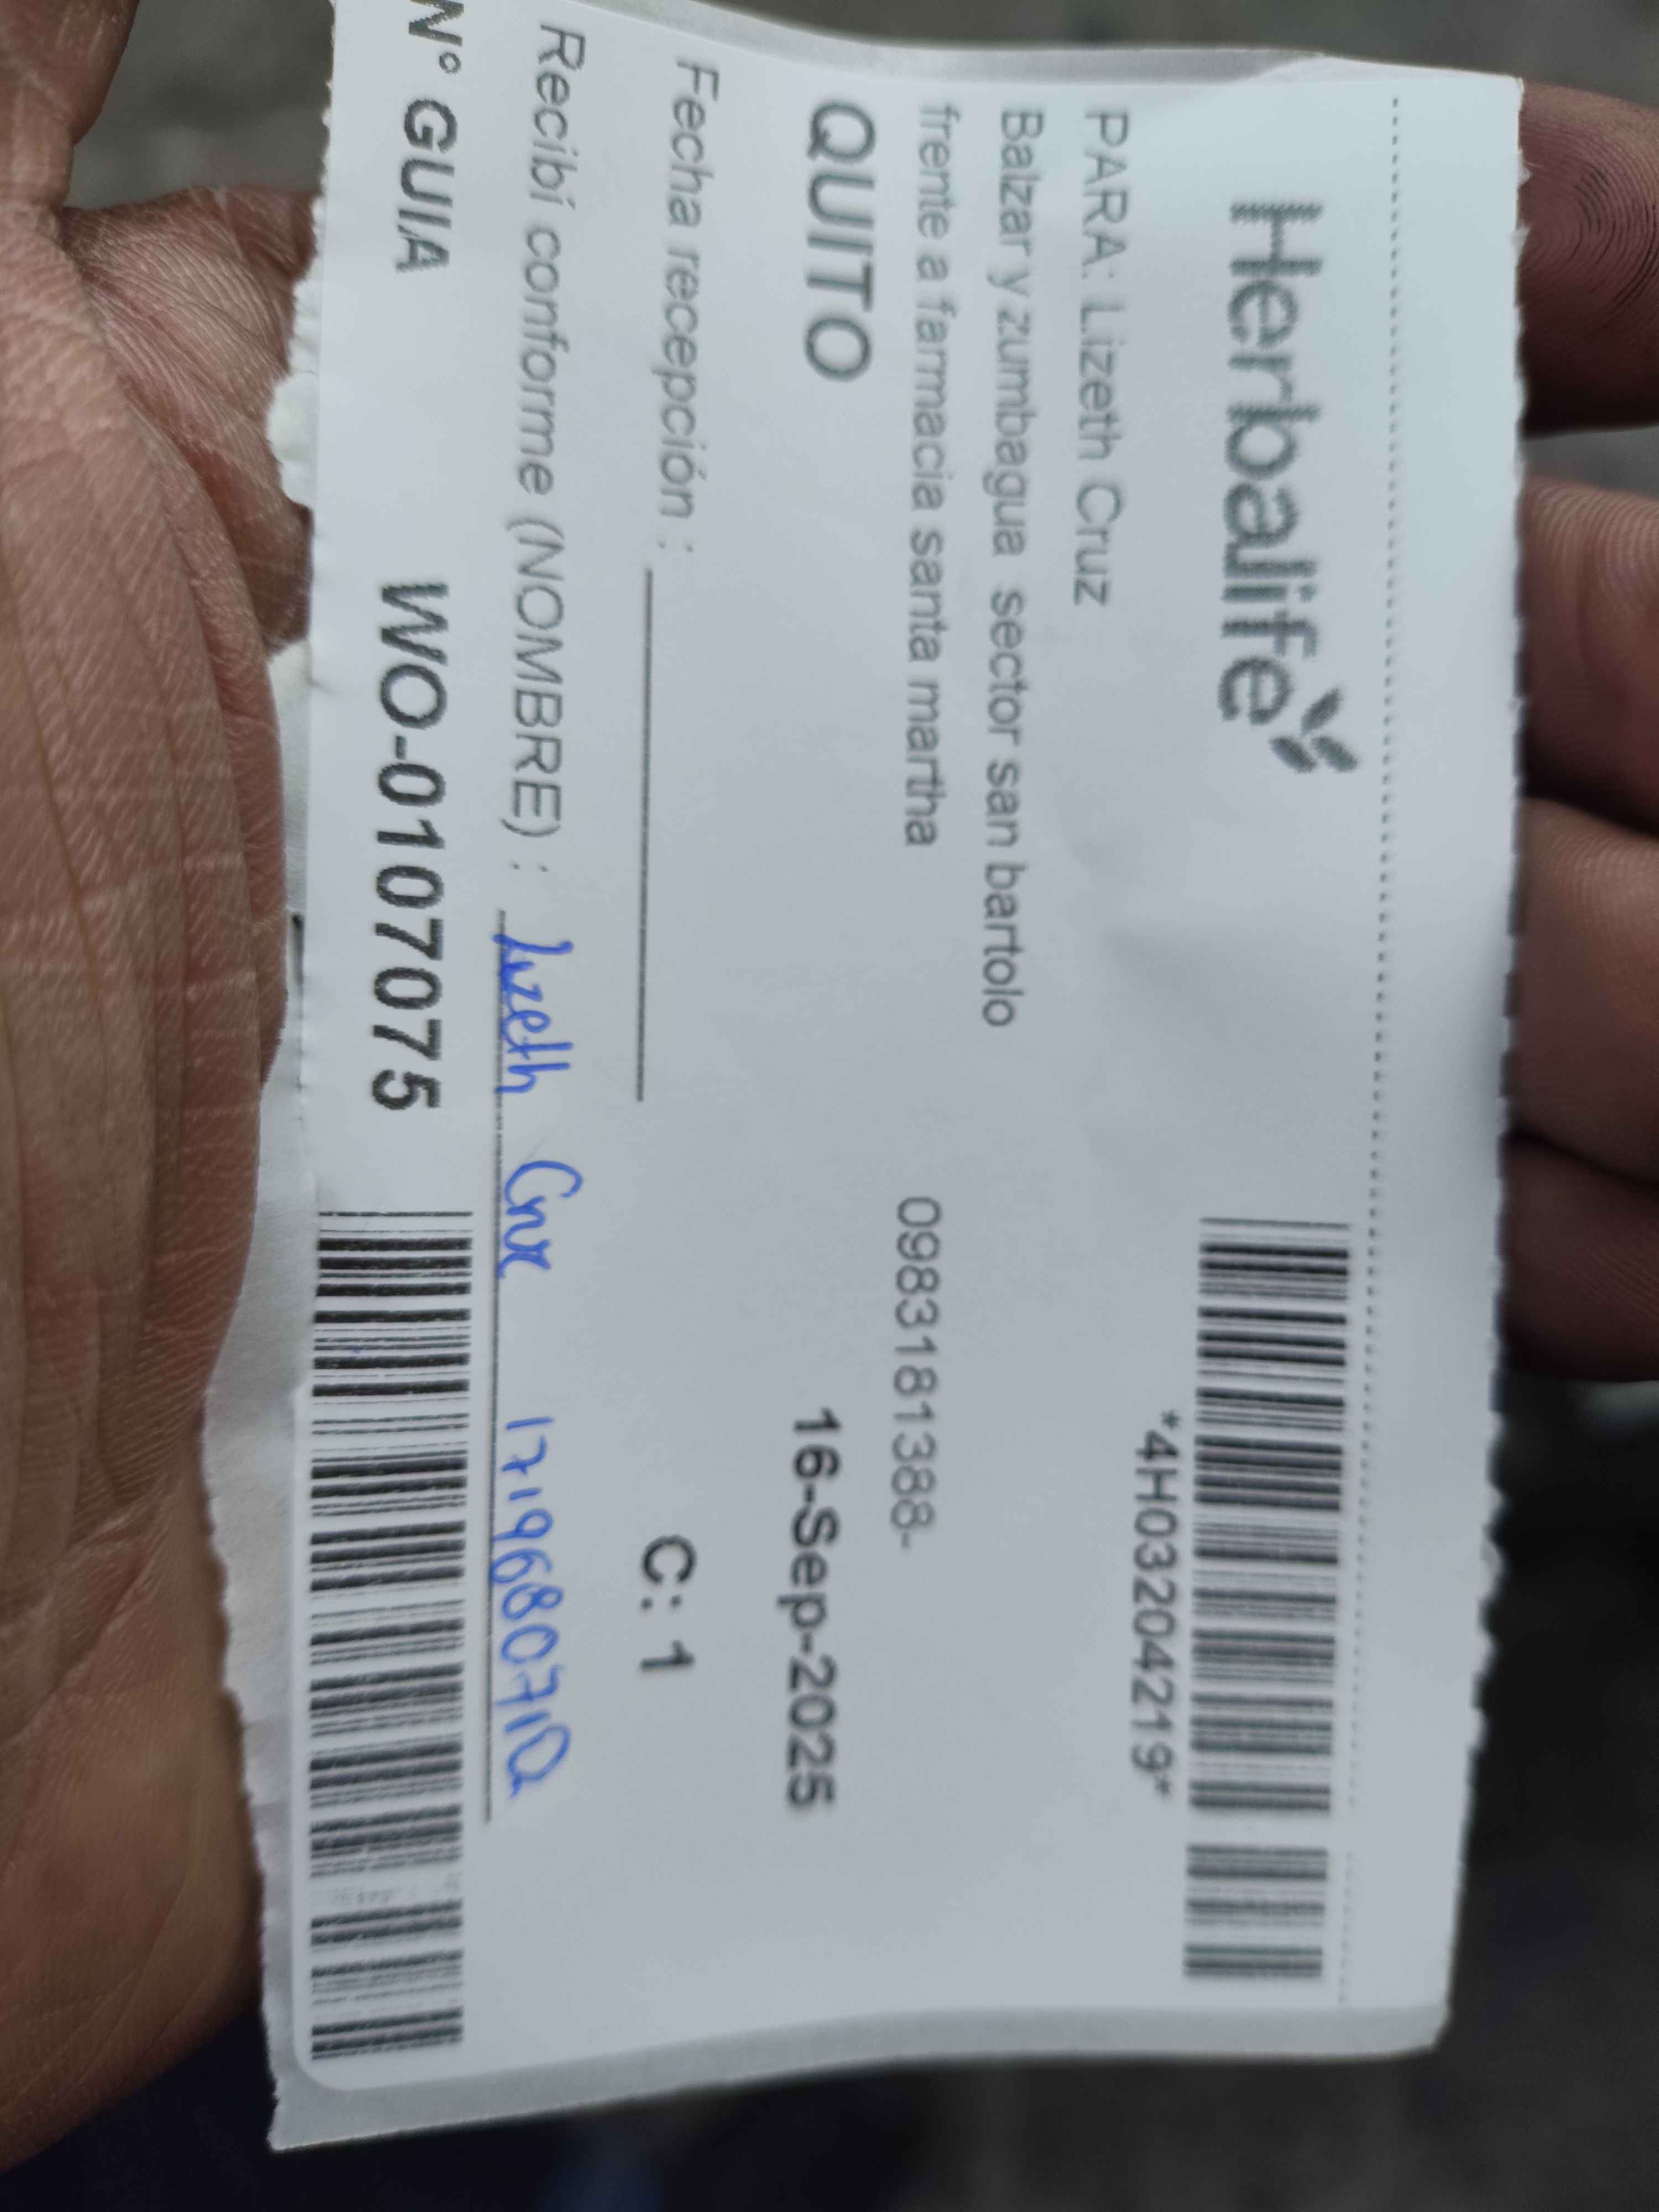 Herbalife
*4H03204219*
PARA: Lizeth Cruz
Balzar y zumbagua sector san bartolo
frente a farmacia santa martha
0983181388-
QUITO
16-Sep-2025
Fecha recepción :
C: 1
Recibí conforme (NOMBRE) : Lizeth Cruz 1719680710
N° GUIA WO-0107075